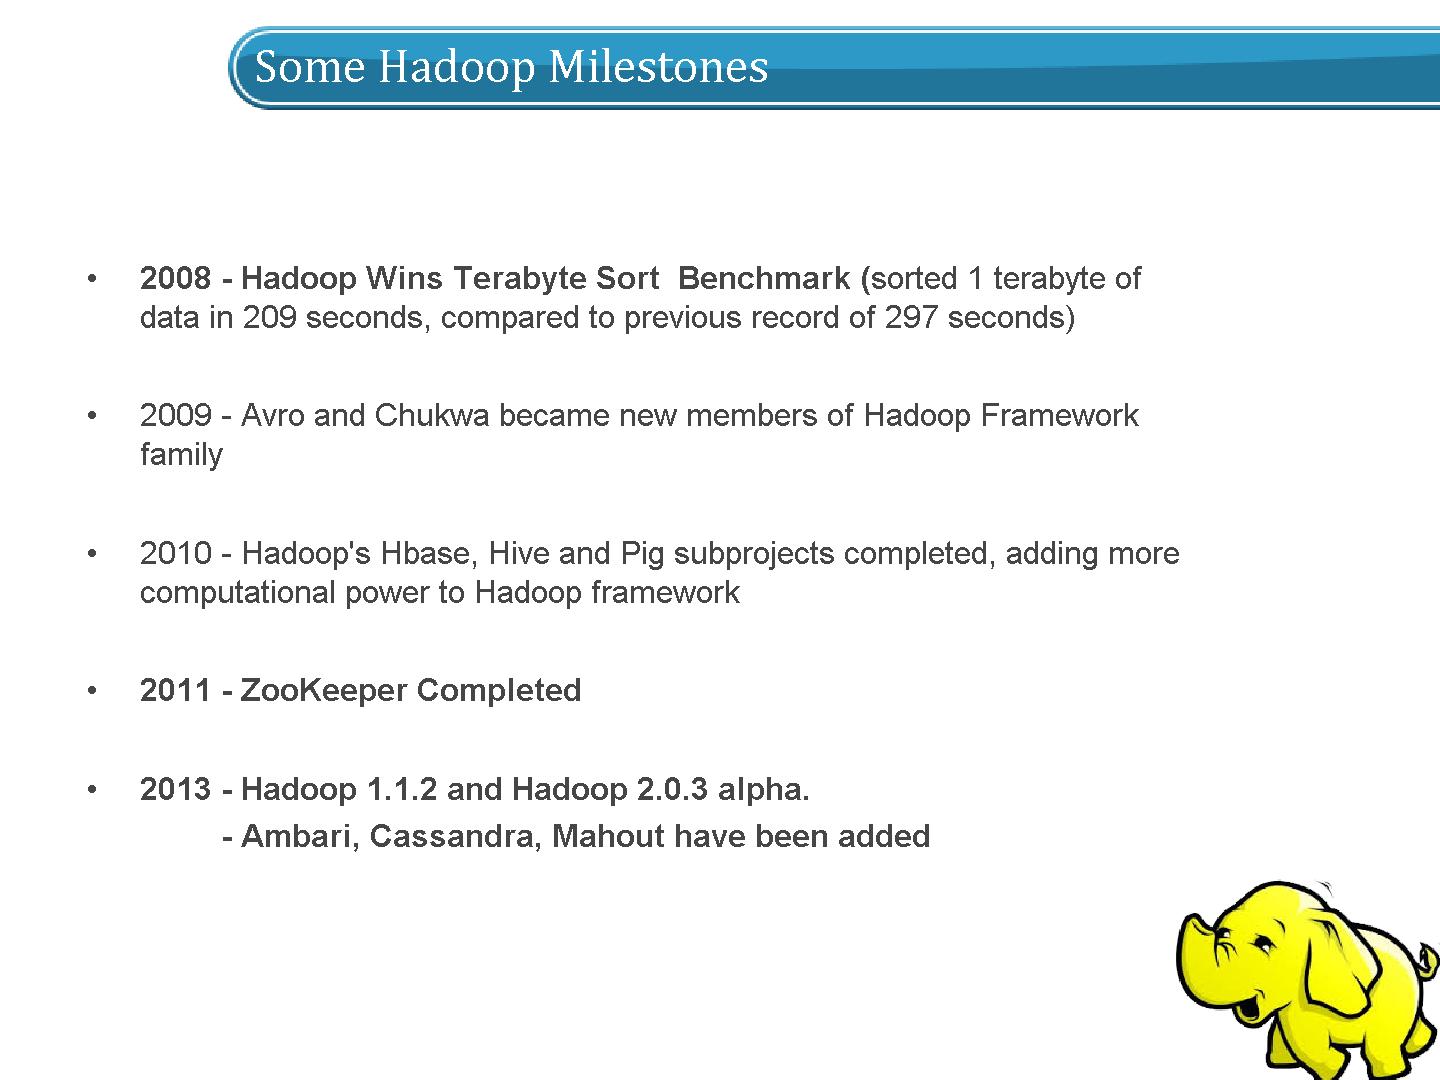 Some Hadoop Milestones
• 2008 - Hadoop Wins Terabyte Sort  Benchmark (sorted 1 terabyte of
data in 209 seconds, compared to previous record of 297 seconds)
• 2009 - Avro and Chukwa became new members of Hadoop Framework
family
• 2010 - Hadoop's Hbase, Hive and Pig subprojects completed, adding more
computational power to Hadoop framework
• 2011 - ZooKeeper Completed
• 2013 - Hadoop 1.1.2 and Hadoop 2.0.3 alpha.
- Ambari, Cassandra, Mahout have been added